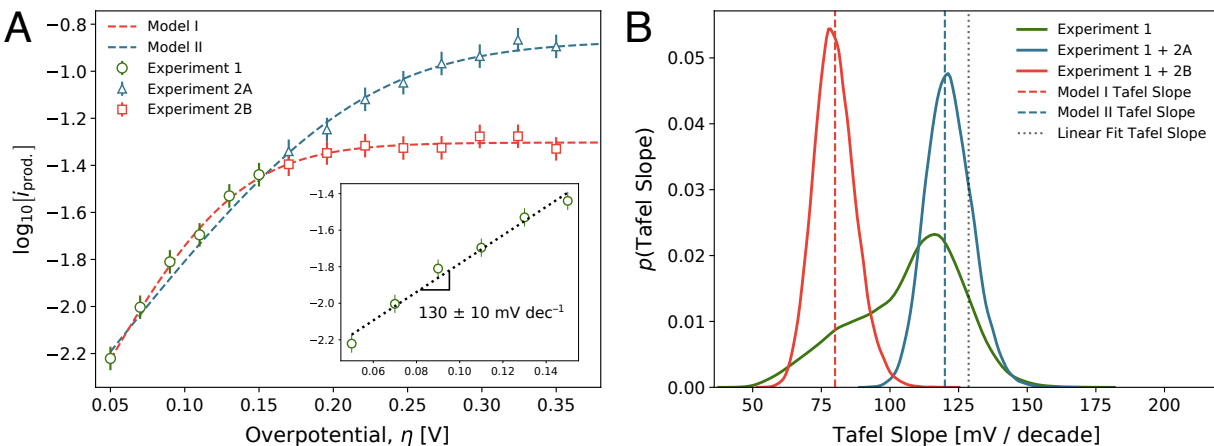 A
Model I
Model II
Experiment 1
Experiment 2A
Experiment 2B
log₁₀[i_prod.]
−0.8
−1.0
−1.2
−1.4
−1.6
−1.8
−2.0
−2.2
0.05 0.10 0.15 0.20 0.25 0.30 0.35
Overpotential, η [V]
−1.4
−1.6
−1.8
−2.0
−2.2
130 ± 10 mV dec⁻¹
0.06 0.08 0.10 0.12 0.14
B
Experiment 1
Experiment 1 + 2A
Experiment 1 + 2B
Model I Tafel Slope
Model II Tafel Slope
Linear Fit Tafel Slope
p(Tafel Slope)
0.05
0.04
0.03
0.02
0.01
0.00
50 75 100 125 150 175 200
Tafel Slope [mV / decade]